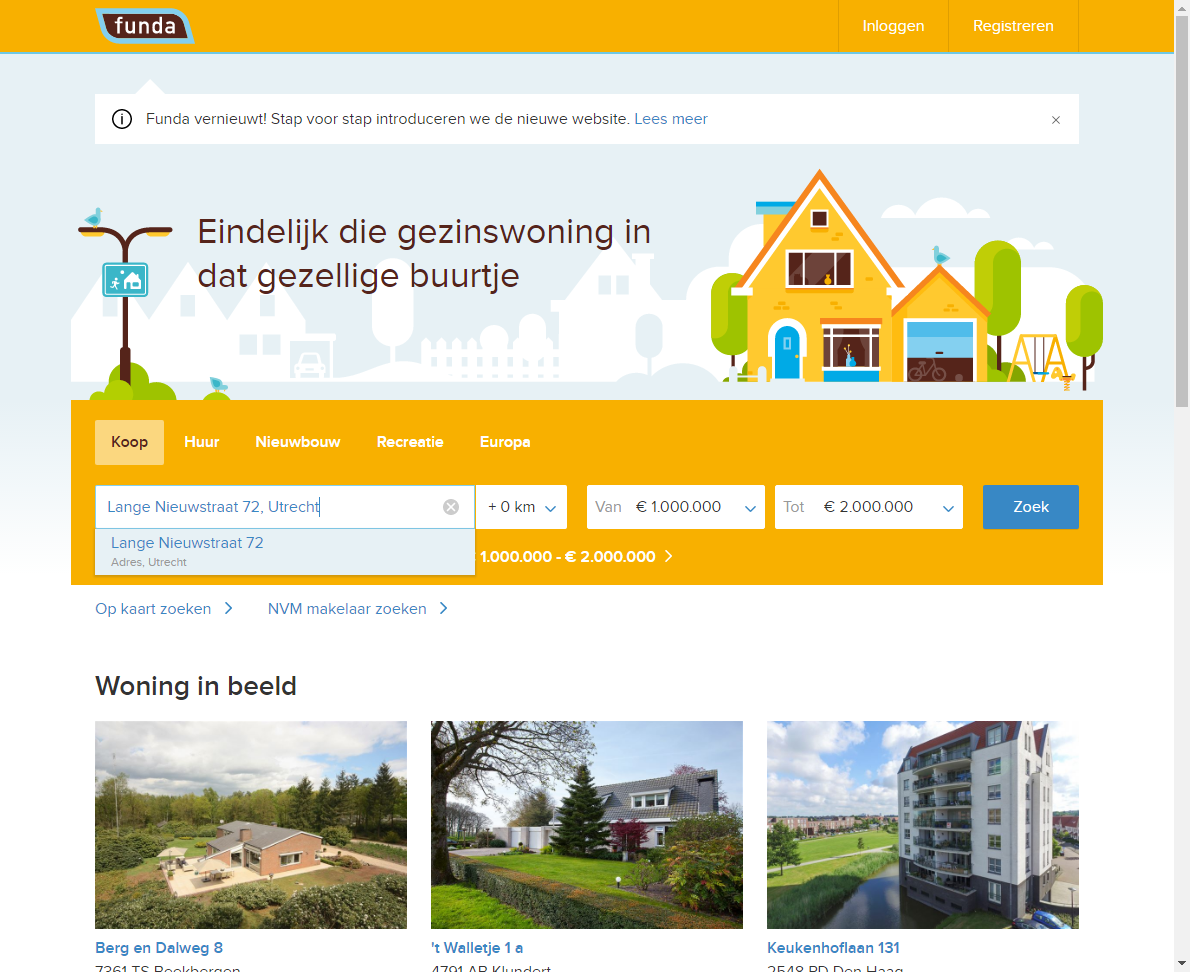 funda
Inloggen
Registreren
Funda vernieuwt! Stap voor stap introduceren we de nieuwe website. Lees meer
Eindelijk die gezinswoning in
dat gezellige buurtje
Koop Huur Nieuwbouw Recreatie Europa
Lange Nieuwstraat 72, Utrecht + 0 km Van € 1.000.000 Tot € 2.000.000 Zoek
Lange Nieuwstraat 72
Adres, Utrecht
1.000.000 - € 2.000.000
Op kaart zoeken NVM makelaar zoeken
Woning in beeld
Berg en Dalweg 8 't Walletje 1 a Keukenhoflaan 131
7361 TS Beekbergen 4791 AB Klundert 2548 RD Den Haag